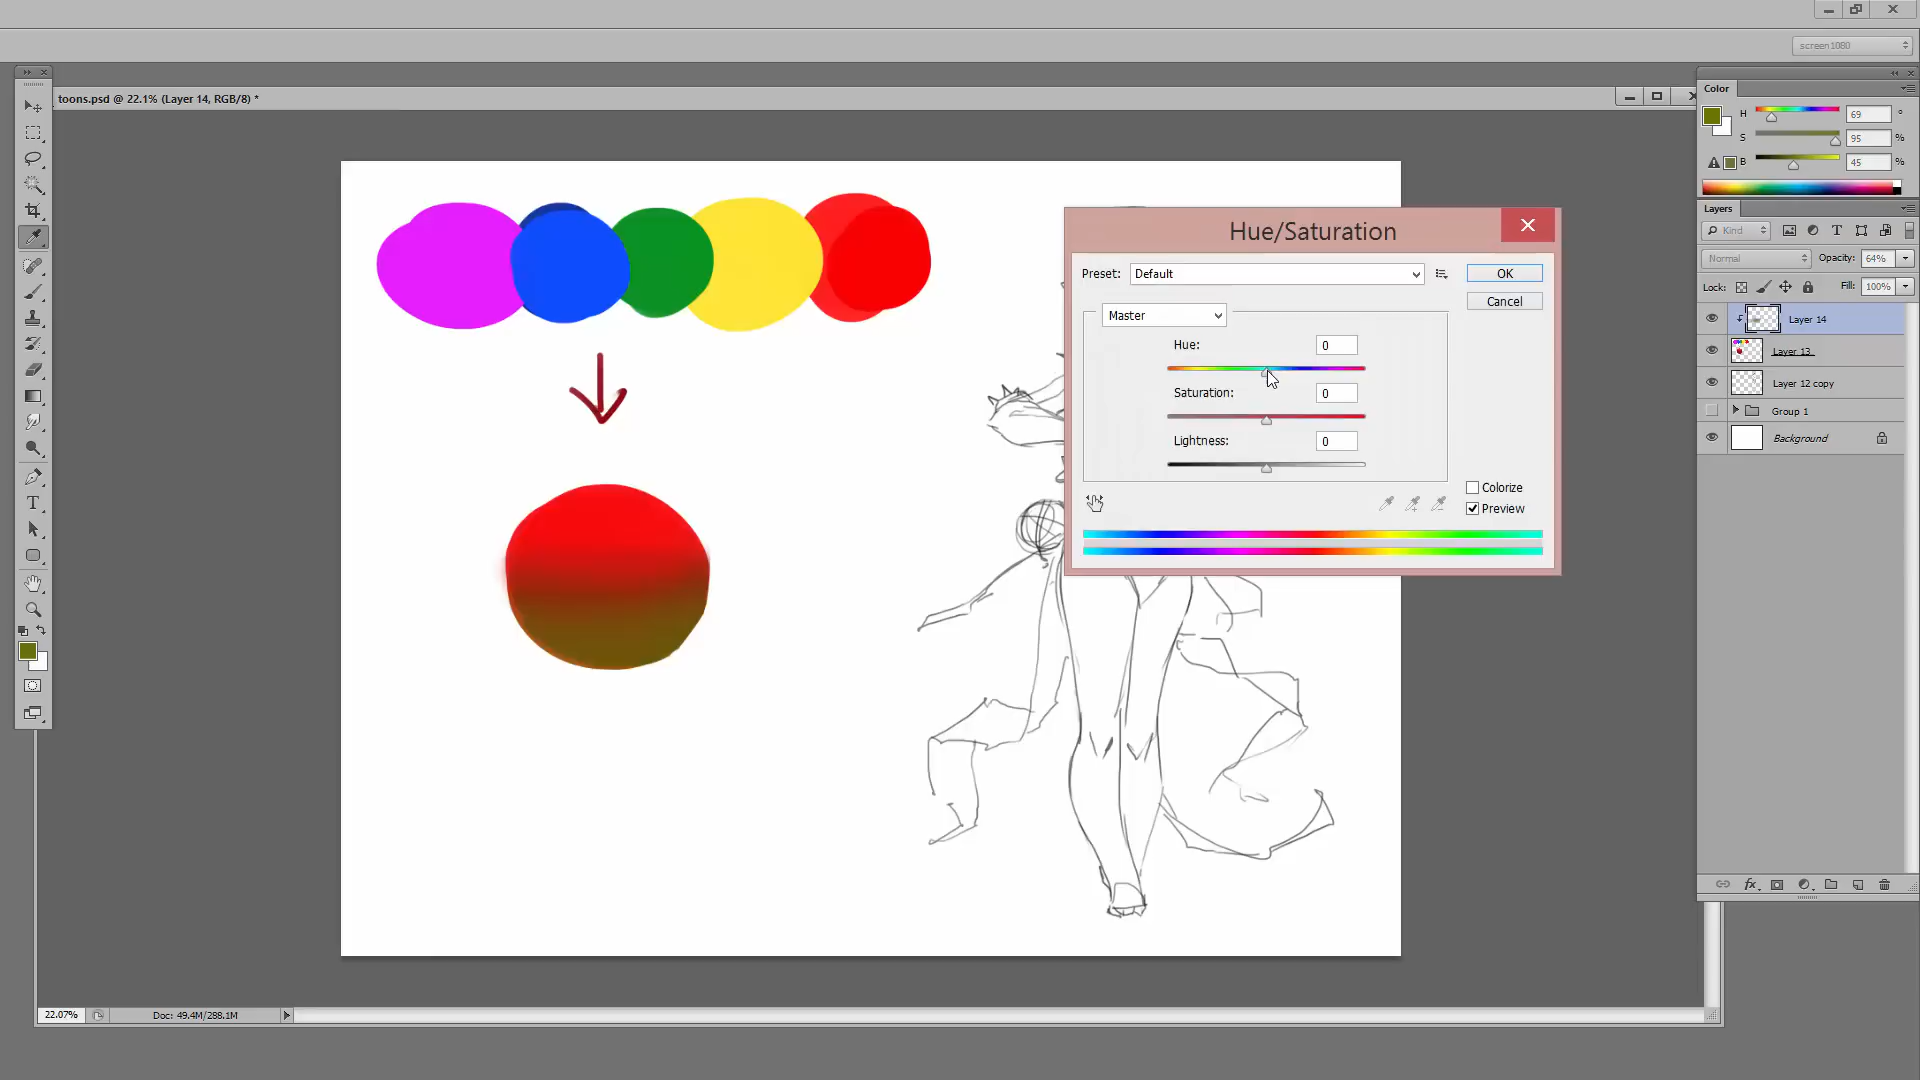 screen1080
toons.psd @ 22.1% (Layer 14, RGB/8) *
Color
H 69 °
S 95 %
B 45 %
Layers
Kind
Normal Opacity: 64%
Lock: Fill: 100%
Layer 14
Layer 13
Layer 12 copy
Group 1
Background
Hue/Saturation
Preset: Default OK
Cancel
Master
Hue: 0
Saturation: 0
Lightness: 0
Colorize
Preview
T
fx
22.07% Doc: 49.4M/288.1M